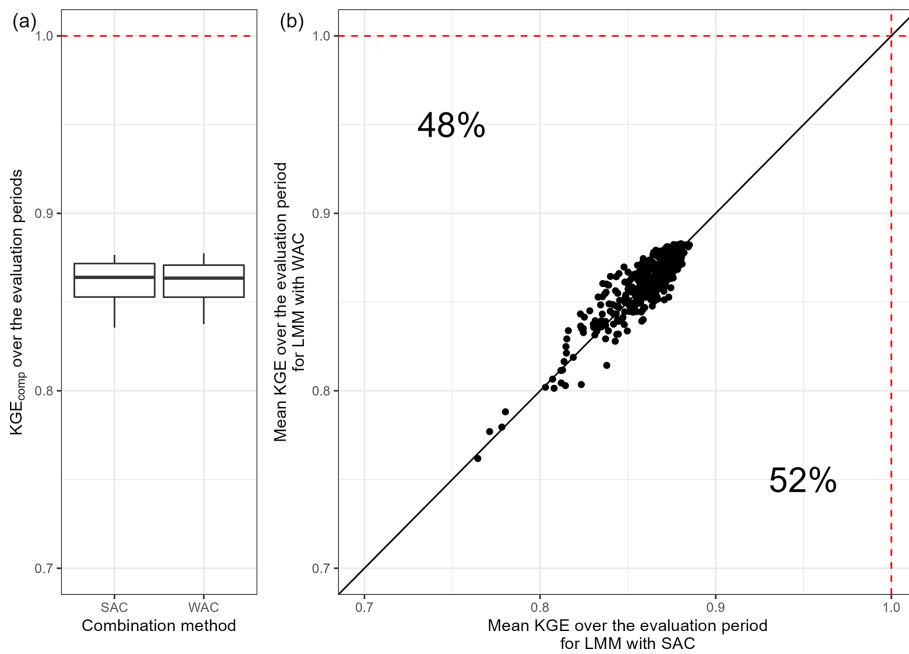 (a)
KGEcomp over the evaluation periods
1.0
0.9
0.8
0.7
SAC
WAC
Combination method
(b)
Mean KGE over the evaluation period
for LMM with WAC
1.0
0.9
0.8
0.7
48%
52%
0.7
0.8
0.9
1.0
Mean KGE over the evaluation period
for LMM with SAC